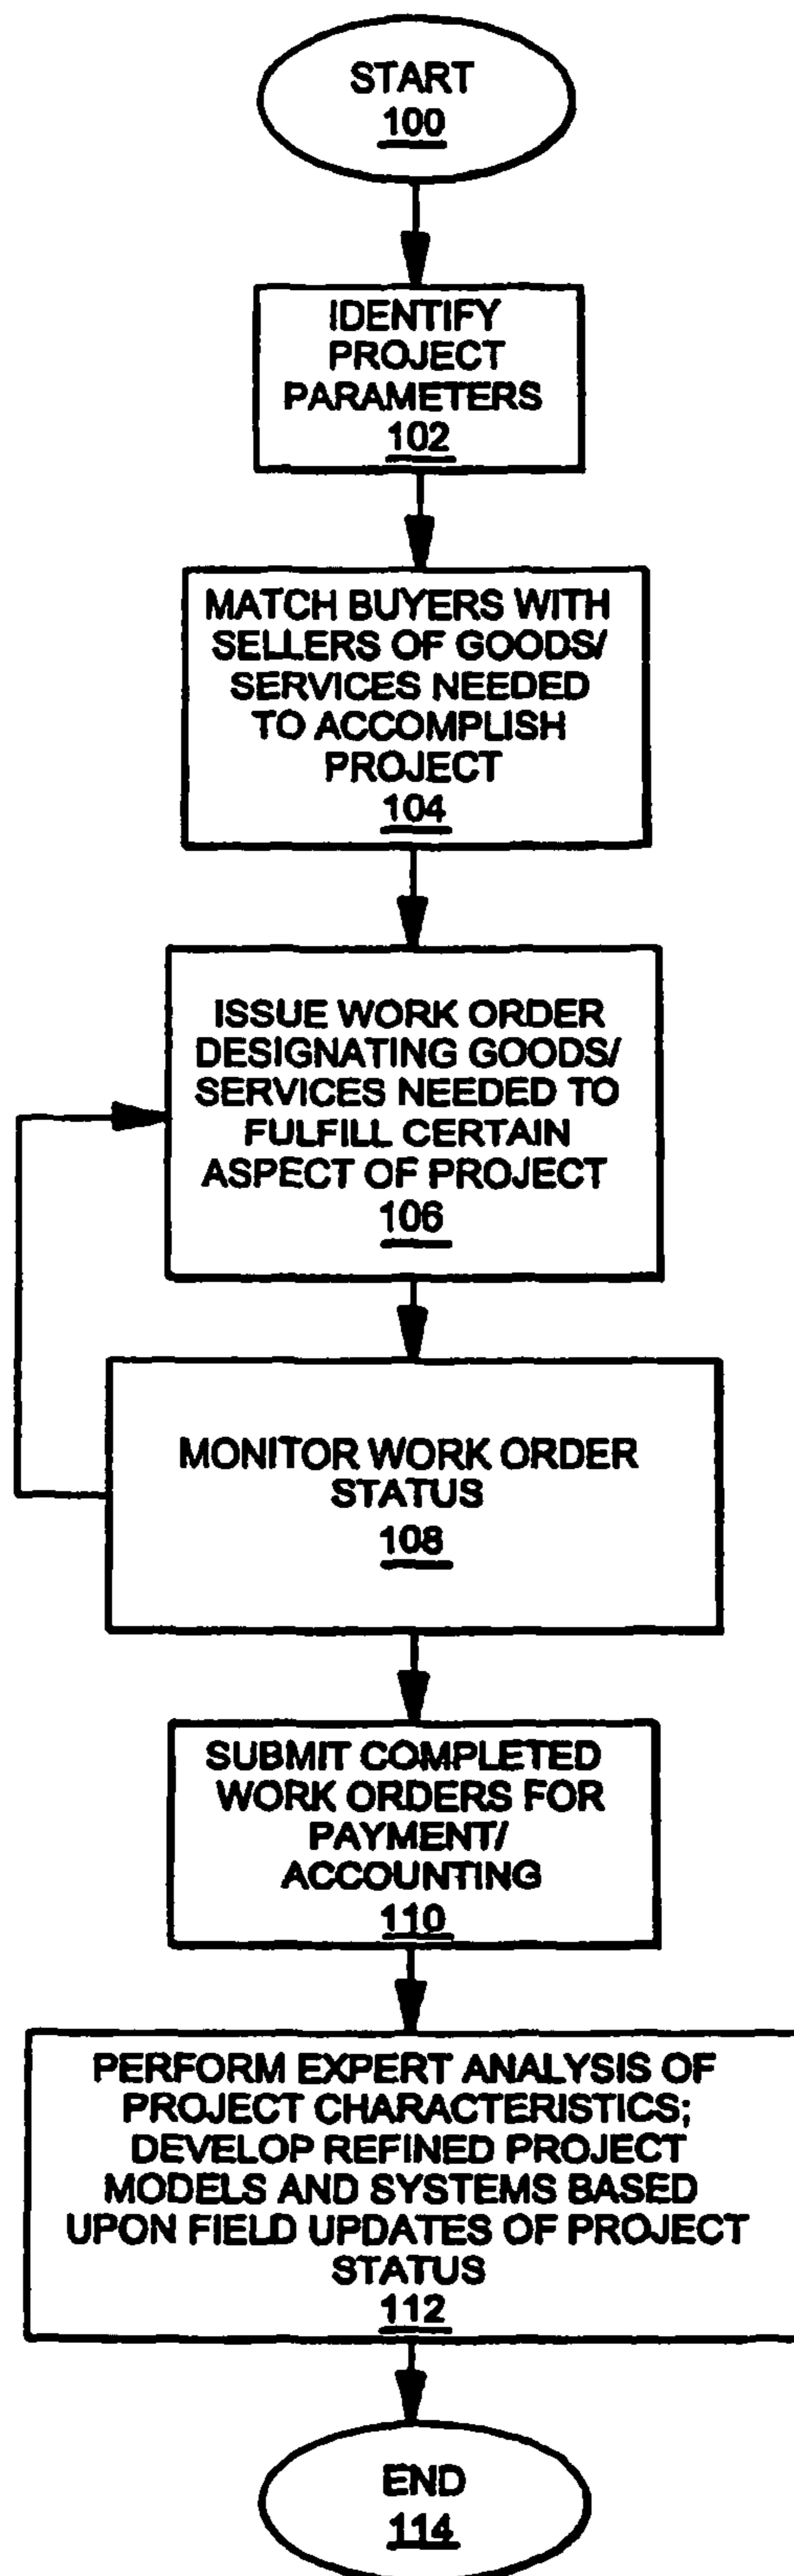 START
100
IDENTIFY
PROJECT
PARAMETERS
102
MATCH BUYERS WITH
SELLERS OF GOODS/
SERVICES NEEDED
TO ACCOMPLISH
PROJECT
104
ISSUE WORK ORDER
DESIGNATING GOODS/
SERVICES NEEDED TO
FULFILL CERTAIN
ASPECT OF PROJECT
106
MONITOR WORK ORDER
STATUS
108
SUBMIT COMPLETED
WORK ORDERS FOR
PAYMENT/
ACCOUNTING
110
PERFORM EXPERT ANALYSIS OF
PROJECT CHARACTERISTICS;
DEVELOP REFINED PROJECT
MODELS AND SYSTEMS BASED
UPON FIELD UPDATES OF PROJECT
STATUS
112
END
114